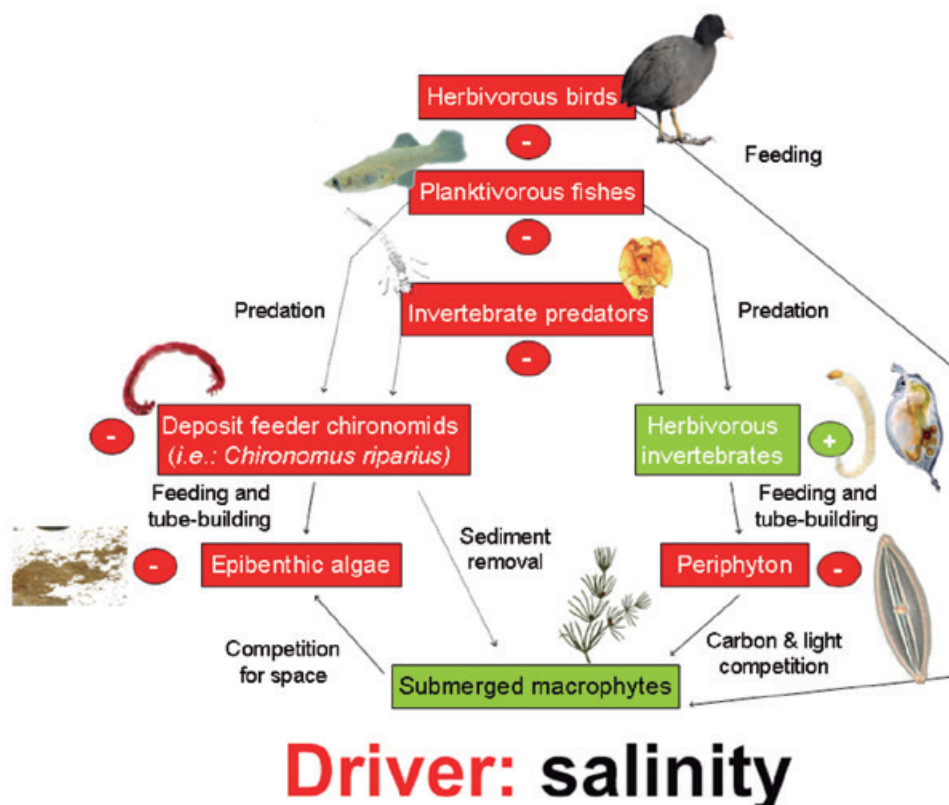 Herbivorous birds
-
Feeding
Planktivorous fishes
-
Predation
Invertebrate predators
Predation
-
-
Deposit feeder chironomids
(i.e.: Chironomus riparius)
Herbivorous
invertebrates
+
Feeding and
tube-building
Sediment
removal
Feeding and
tube-building
-
Epibenthic algae
Periphyton
-
Competition
for space
Carbon & light
competition
Submerged macrophytes
Driver: salinity